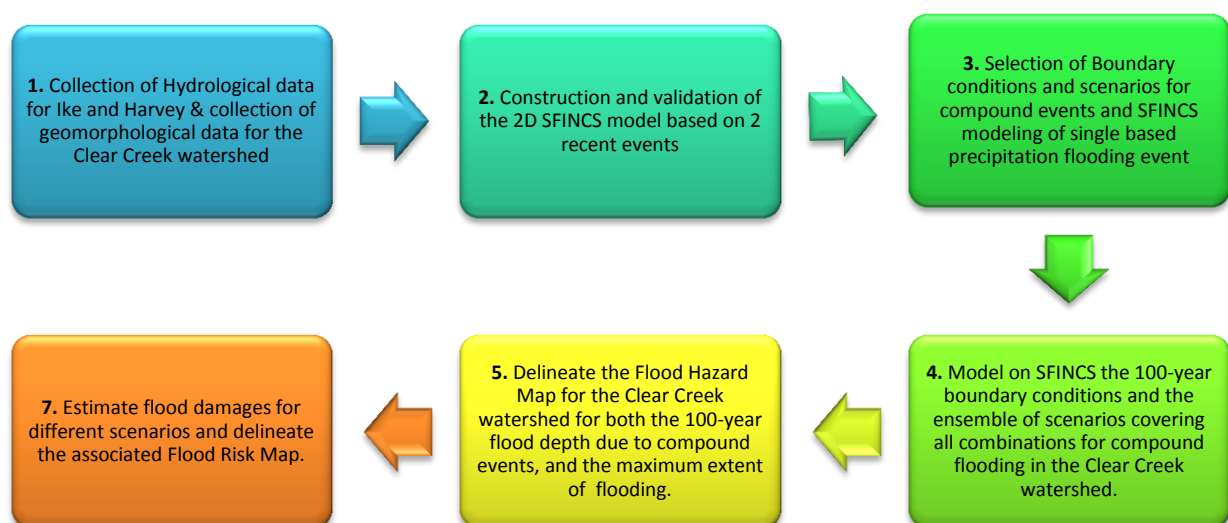 1. Collection of Hydrological data
for Ike and Harvey & collection of
geomorphological data for the
Clear Creek watershed
2. Construction and validation of
the 2D SFINCS model based on 2
recent events
3. Selection of Boundary
conditions and scenarios for
compound events and SFINCS
modeling of single based
precipitation flooding event
4. Model on SFINCS the 100-year
boundary conditions and the
ensemble of scenarios covering
all combinations for compound
flooding in the Clear Creek
watershed.
5. Delineate the Flood Hazard
Map for the Clear Creek
watershed for both the 100-year
flood depth due to compound
events, and the maximum extent
of flooding.
7. Estimate flood damages for
different scenarios and delineate
the associated Flood Risk Map.